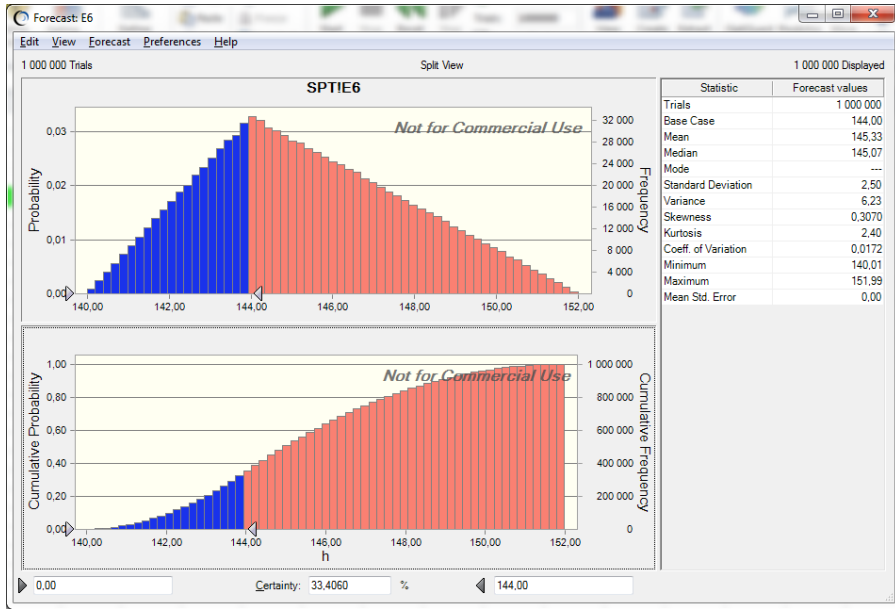 Forecast: E6
Edit View Forecast Preferences Help
1 000 000 Trials
Split View
1 000 000 Displayed
SPT!E6
Not for Commercial Use
Probability
0,03
0,02
0,01
0,00
Frequency
32 000
28 000
24 000
20 000
16 000
12 000
8 000
4 000
0
140,00 142,00 144,00 146,00 148,00 150,00 152,00
Not for Commercial Use
Cumulative Probability
1,00
0,80
0,60
0,40
0,20
0,00
Cumulative Frequency
1 000 000
800 000
600 000
400 000
200 000
0
140,00 142,00 144,00 146,00 148,00 150,00 152,00
h
Statistic Forecast values
Trials 1 000 000
Base Case 144,00
Mean 145,33
Median 145,07
Mode ---
Standard Deviation 2,50
Variance 6,23
Skewness 0,3070
Kurtosis 2,40
Coeff. of Variation 0,0172
Minimum 140,01
Maximum 151,99
Mean Std. Error 0,00
0,00 Certainty: 33,4060 % 144,00